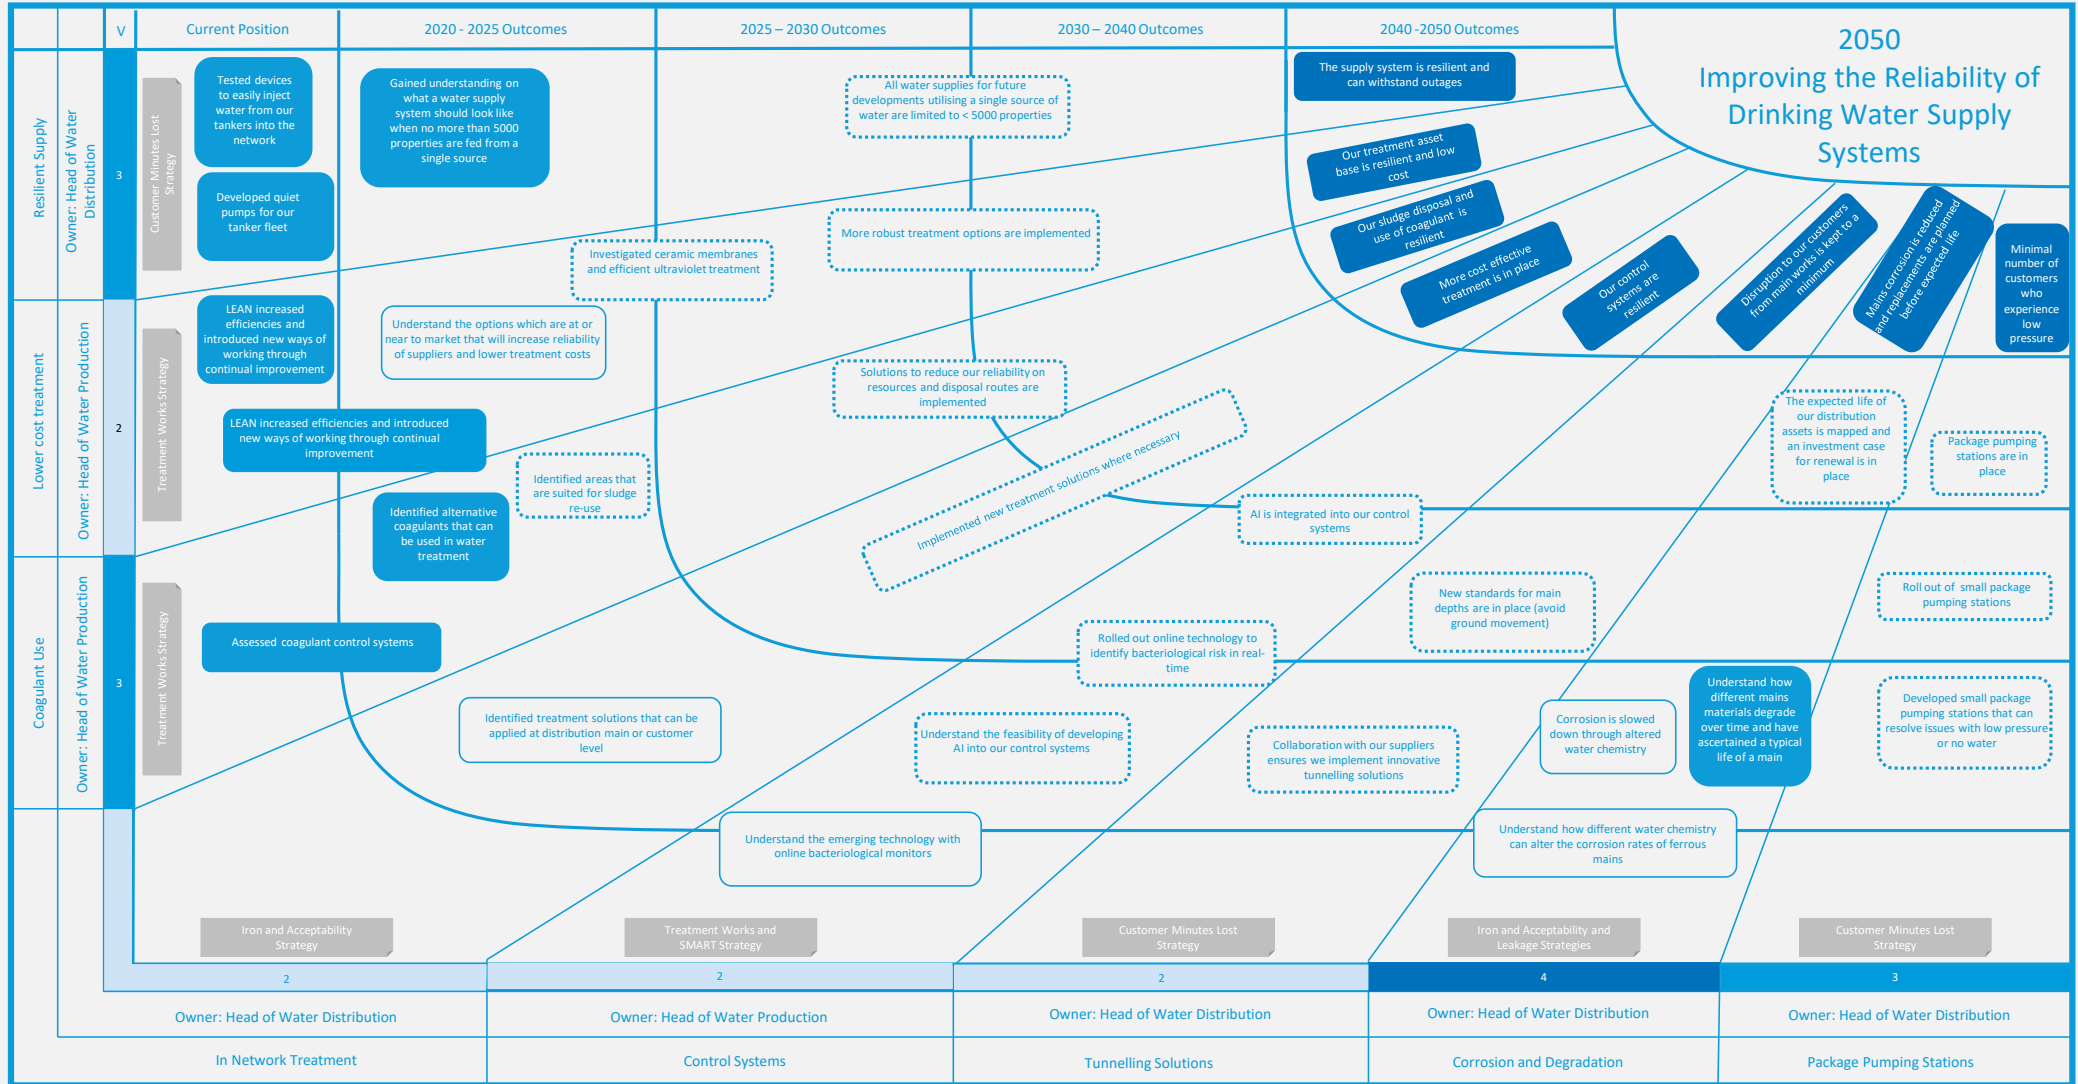 V
Current Position
2020 - 2025 Outcomes
2025 – 2030 Outcomes
2030 – 2040 Outcomes
2040 -2050 Outcomes
2050
Improving the Reliability of
Drinking Water Supply
Systems
Resilient Supply
Owner: Head of Water
Distribution
3
Customer Minutes Lost
Strategy
Tested devices
to easily inject
water from our
tankers into the
network
Developed quiet
pumps for our
tanker fleet
Gained understanding on
what a water supply
system should look like
when no more than 5000
properties are fed from a
single source
All water supplies for future
developments utilising a single source of
water are limited to < 5000 properties
The supply system is resilient and
can withstand outages
Our treatment asset
base is resilient and low
cost
Our sludge disposal and
use of coagulant is
resilient
More cost effective
treatment is in place
Our control
systems are
resilient
Disruption to our customers
from main works is kept to a
minimum
Mains corrosion is reduced
and replacements are planned
before expected life
Minimal
number of
customers
who
experience
low
pressure
More robust treatment options are implemented
Investigated ceramic membranes
and efficient ultraviolet treatment
Lower cost treatment
Owner: Head of Water Production
2
Treatment Works Strategy
LEAN increased
efficiencies and
introduced new ways of
working through
continual improvement
Understand the options which are at or
near to market that will increase reliability
of suppliers and lower treatment costs
Solutions to reduce our reliability on
resources and disposal routes are
implemented
LEAN increased efficiencies and introduced
new ways of working through continual
improvement
Identified areas that
are suited for sludge
re-use
Implemented new treatment solutions where necessary
The expected life of
our distribution
assets is mapped and
an investment case
for renewal is in
place
Package pumping
stations are in
place
Identified alternative
coagulants that can
be used in water
treatment
AI is integrated into our control
systems
Coagulant Use
Owner: Head of Water Production
3
Treatment Works Strategy
Assessed coagulant control systems
New standards for main
depths are in place (avoid
ground movement)
Roll out of small package
pumping stations
Rolled out online technology to
identify bacteriological risk in real-
time
Identified treatment solutions that can be
applied at distribution main or customer
level
Understand the feasibility of developing
AI into our control systems
Collaboration with our suppliers
ensures we implement innovative
tunnelling solutions
Corrosion is slowed
down through altered
water chemistry
Understand how
different mains
materials degrade
over time and have
ascertained a typical
life of a main
Developed small package
pumping stations that can
resolve issues with low pressure
or no water
Understand the emerging technology with
online bacteriological monitors
Understand how different water chemistry
can alter the corrosion rates of ferrous
mains
Iron and Acceptability
Strategy
Treatment Works and
SMART Strategy
Customer Minutes Lost
Strategy
Iron and Acceptability and
Leakage Strategies
Customer Minutes Lost
Strategy
2
2
2
4
3
Owner: Head of Water Distribution
Owner: Head of Water Production
Owner: Head of Water Distribution
Owner: Head of Water Distribution
Owner: Head of Water Distribution
In Network Treatment
Control Systems
Tunnelling Solutions
Corrosion and Degradation
Package Pumping Stations